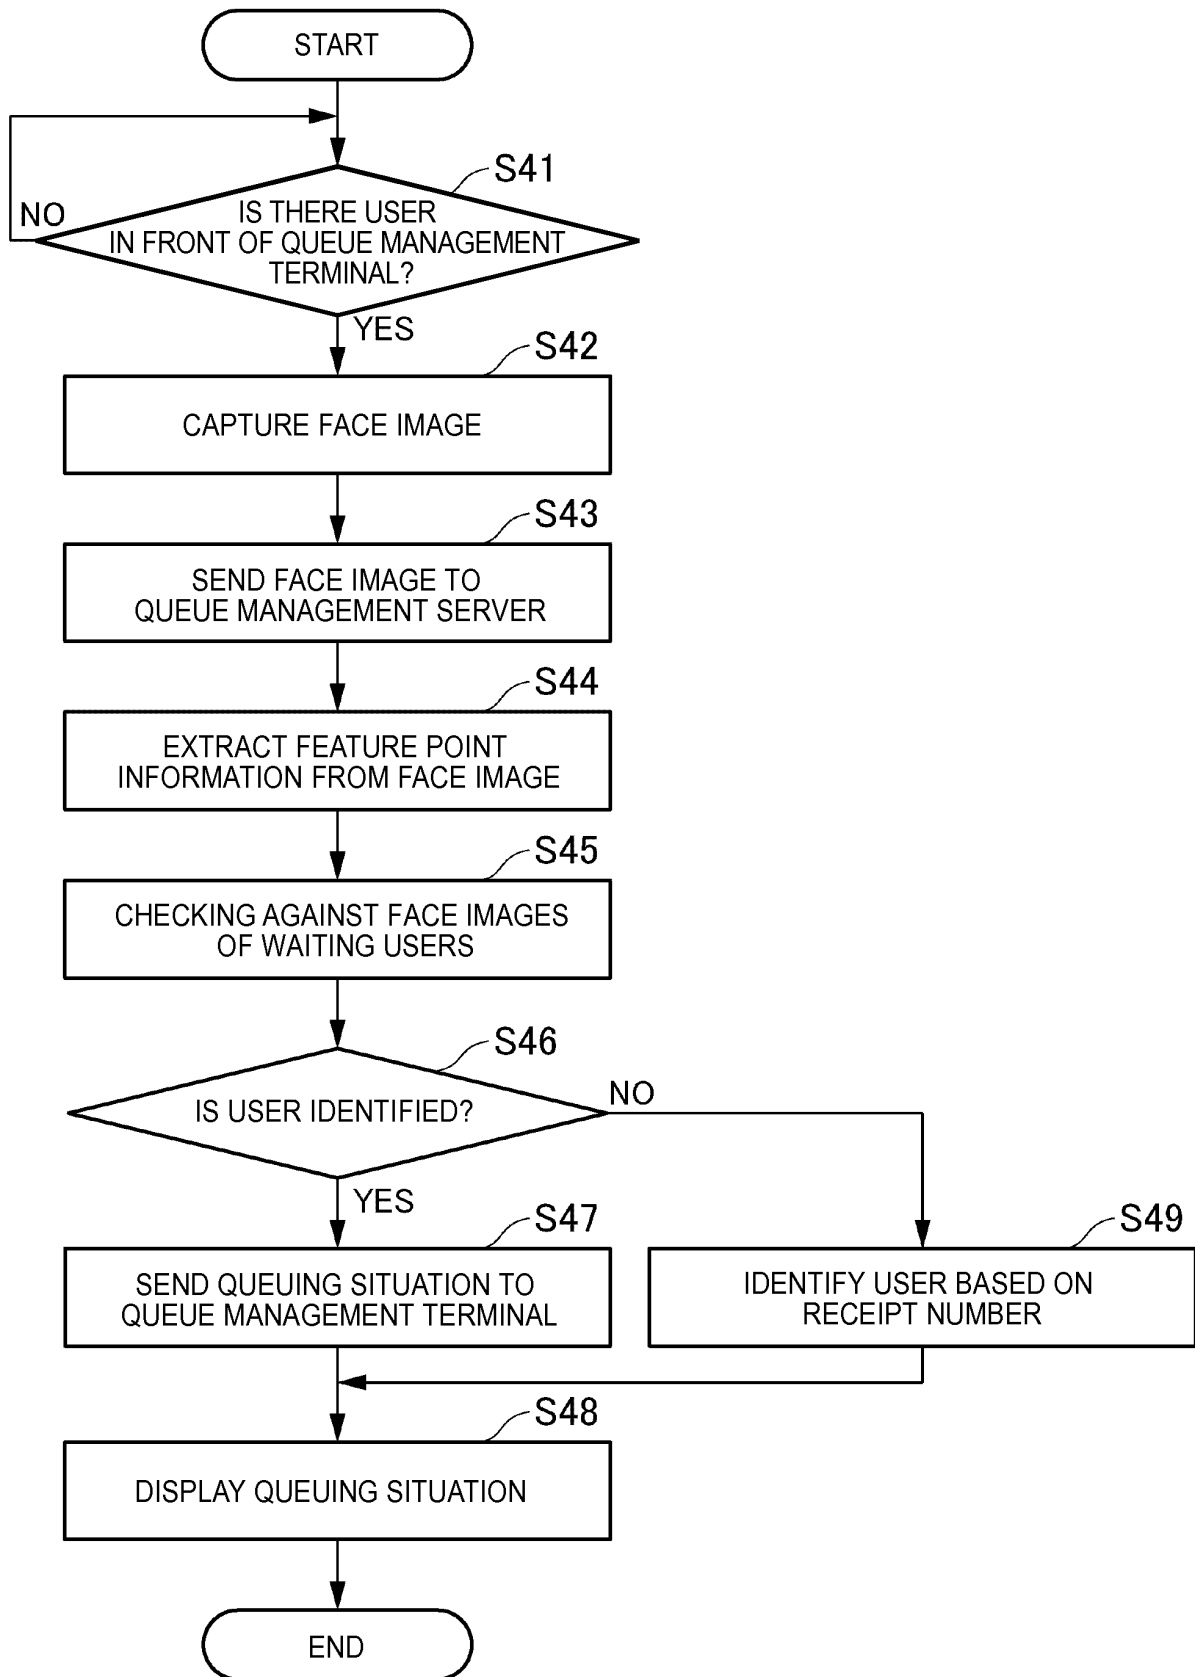 START
S41
NO
IS THERE USER
IN FRONT OF QUEUE MANAGEMENT
TERMINAL?
YES
S42
CAPTURE FACE IMAGE
S43
SEND FACE IMAGE TO
QUEUE MANAGEMENT SERVER
S44
EXTRACT FEATURE POINT
INFORMATION FROM FACE IMAGE
S45
CHECKING AGAINST FACE IMAGES
OF WAITING USERS
S46
IS USER IDENTIFIED?
NO
YES
S47
SEND QUEUING SITUATION TO
QUEUE MANAGEMENT TERMINAL
S49
IDENTIFY USER BASED ON
RECEIPT NUMBER
S48
DISPLAY QUEUING SITUATION
END